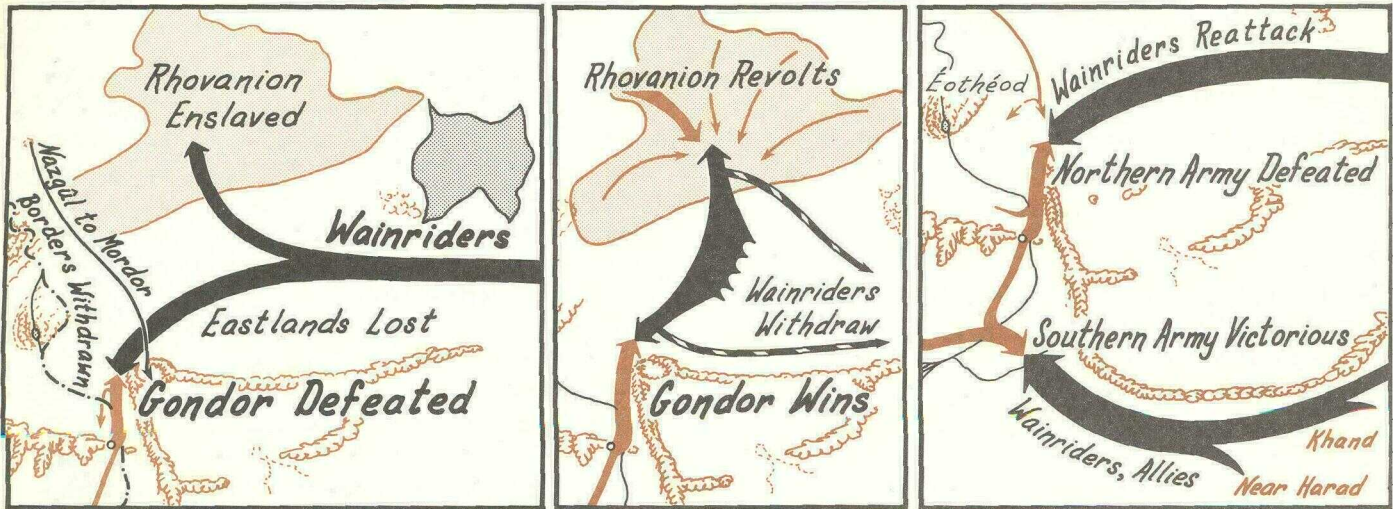 Rhovanion
Enslaved
Nazgûl to Mordor
Borders Withdrawn
Wainriders
Eastlands Lost
Gondor Defeated
Rhovanion Revolts
Wainriders
Withdraw
Gondor Wins
Wainriders Reattack
Éothéod
Northern Army Defeated
Southern Army Victorious
Wainriders, Allies
Khand
Near Harad